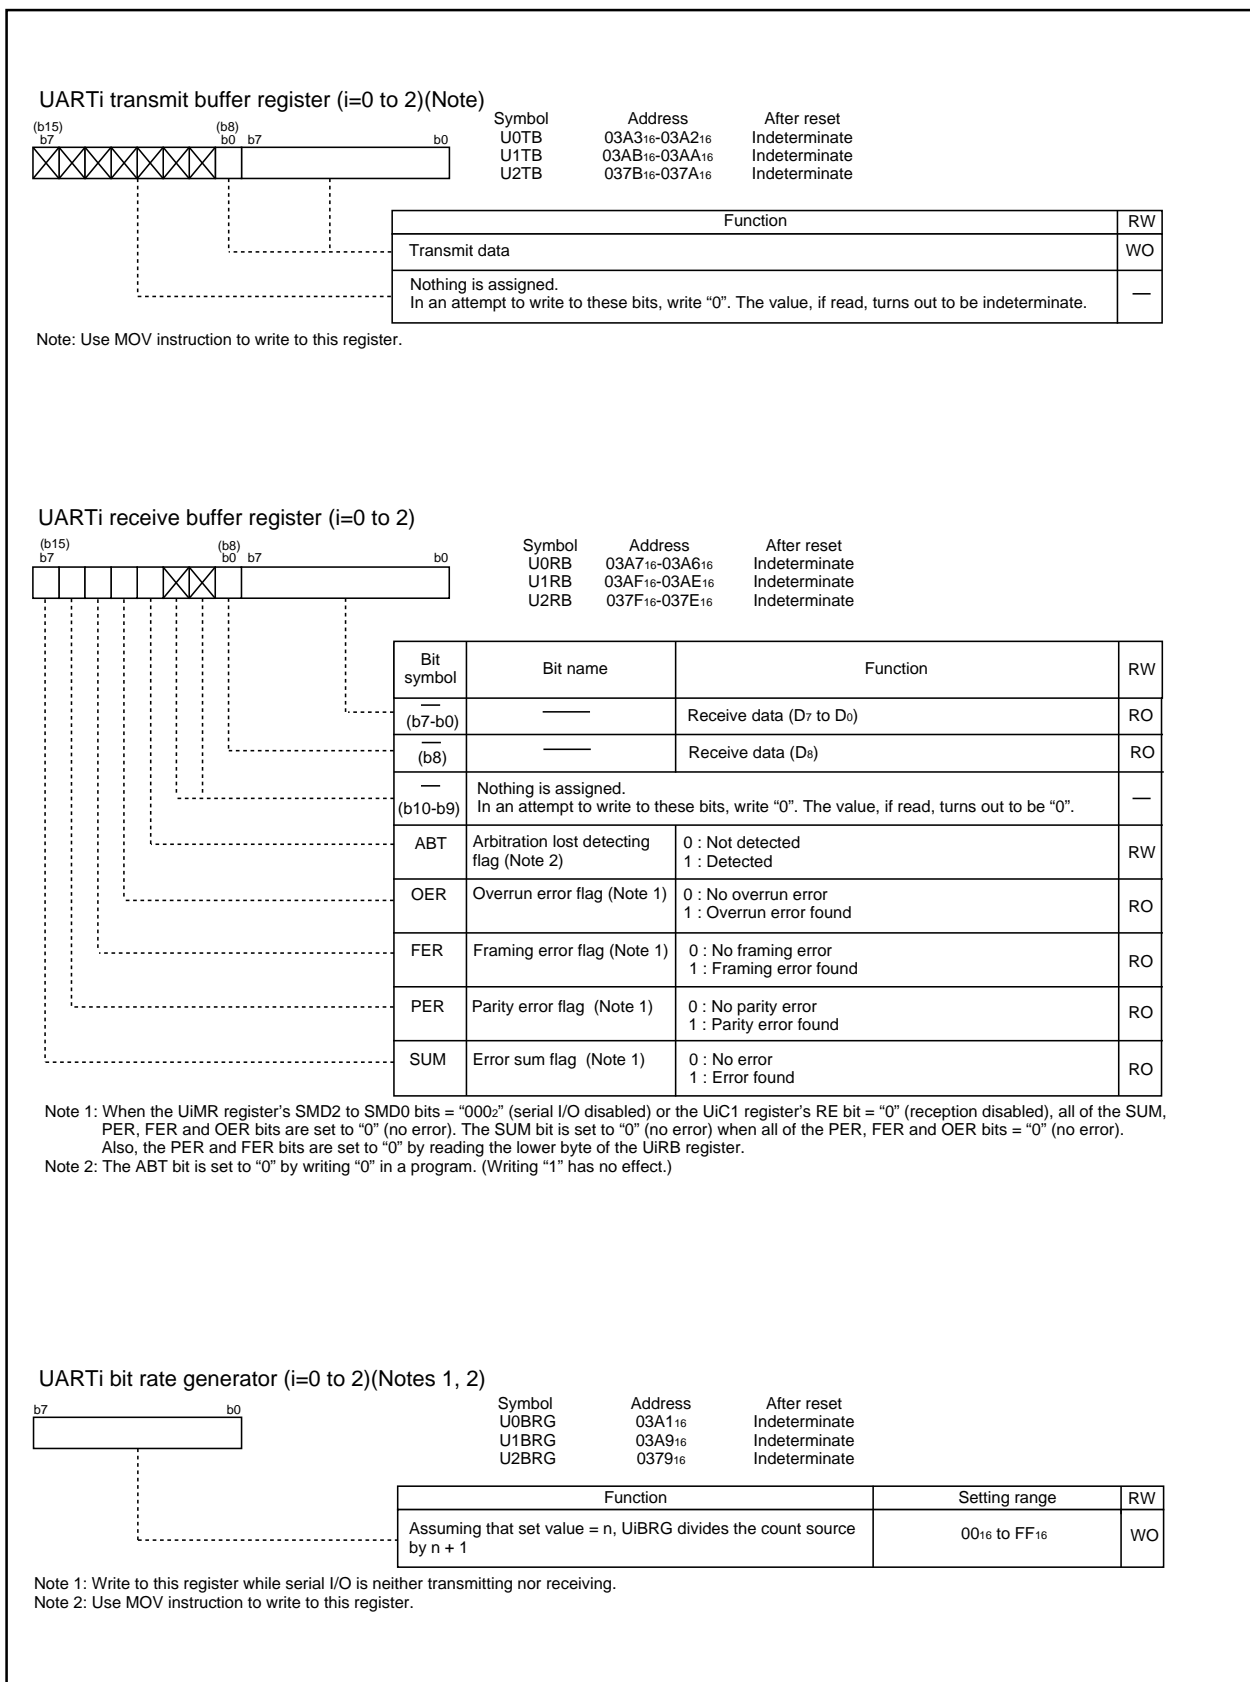 UARTi transmit buffer register (i=0 to 2)(Note)
(b15) (b8)
b7 b0 b7 b0
Symbol Address After reset
U0TB 03A3₁₆-03A2₁₆ Indeterminate
U1TB 03AB₁₆-03AA₁₆ Indeterminate
U2TB 037B₁₆-037A₁₆ Indeterminate
Function RW
Transmit data WO
Nothing is assigned.
In an attempt to write to these bits, write “0”. The value, if read, turns out to be indeterminate. —
Note: Use MOV instruction to write to this register.
UARTi receive buffer register (i=0 to 2)
(b15) (b8)
b7 b0 b7 b0
Symbol Address After reset
U0RB 03A7₁₆-03A6₁₆ Indeterminate
U1RB 03AF₁₆-03AE₁₆ Indeterminate
U2RB 037F₁₆-037E₁₆ Indeterminate
Bit symbol Bit name Function RW
— (b7-b0) — Receive data (D₇ to D₀) RO
— (b8) — Receive data (D₈) RO
— (b10-b9) Nothing is assigned.
In an attempt to write to these bits, write “0”. The value, if read, turns out to be “0”. —
ABT Arbitration lost detecting flag (Note 2) 0 : Not detected
1 : Detected RW
OER Overrun error flag (Note 1) 0 : No overrun error
1 : Overrun error found RO
FER Framing error flag (Note 1) 0 : No framing error
1 : Framing error found RO
PER Parity error flag (Note 1) 0 : No parity error
1 : Parity error found RO
SUM Error sum flag (Note 1) 0 : No error
1 : Error found RO
Note 1: When the UiMR register’s SMD2 to SMD0 bits = “000₂” (serial I/O disabled) or the UiC1 register’s RE bit = “0” (reception disabled), all of the SUM,
PER, FER and OER bits are set to “0” (no error). The SUM bit is set to “0” (no error) when all of the PER, FER and OER bits = “0” (no error).
Also, the PER and FER bits are set to “0” by reading the lower byte of the UiRB register.
Note 2: The ABT bit is set to “0” by writing “0” in a program. (Writing “1” has no effect.)
UARTi bit rate generator (i=0 to 2)(Notes 1, 2)
b7 b0
Symbol Address After reset
U0BRG 03A1₁₆ Indeterminate
U1BRG 03A9₁₆ Indeterminate
U2BRG 0379₁₆ Indeterminate
Function Setting range RW
Assuming that set value = n, UiBRG divides the count source
by n + 1 00₁₆ to FF₁₆ WO
Note 1: Write to this register while serial I/O is neither transmitting nor receiving.
Note 2: Use MOV instruction to write to this register.